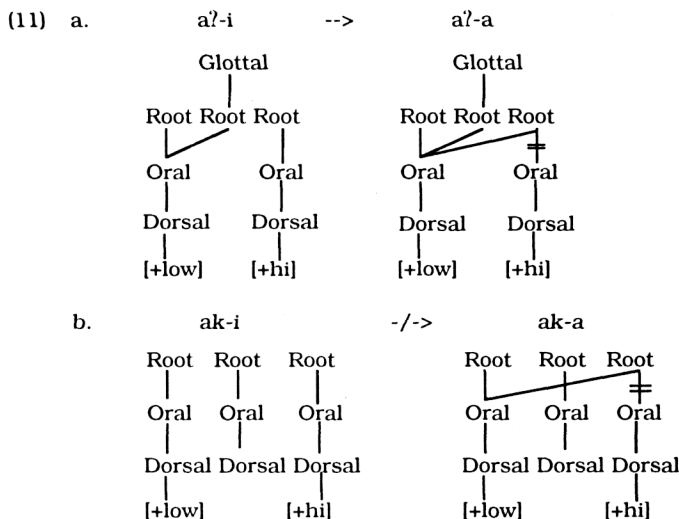 (11) a. aʔ-i --> aʔ-a
Glottal Glottal
Root Root Root Root Root Root
Oral Oral Oral Oral
Dorsal Dorsal Dorsal Dorsal
[+low] [+hi] [+low] [+hi]
b. ak-i -/-> ak-a
Root Root Root Root Root Root
Oral Oral Oral Oral Oral Oral
Dorsal Dorsal Dorsal Dorsal Dorsal Dorsal
[+low] [+hi] [+low] [+hi]